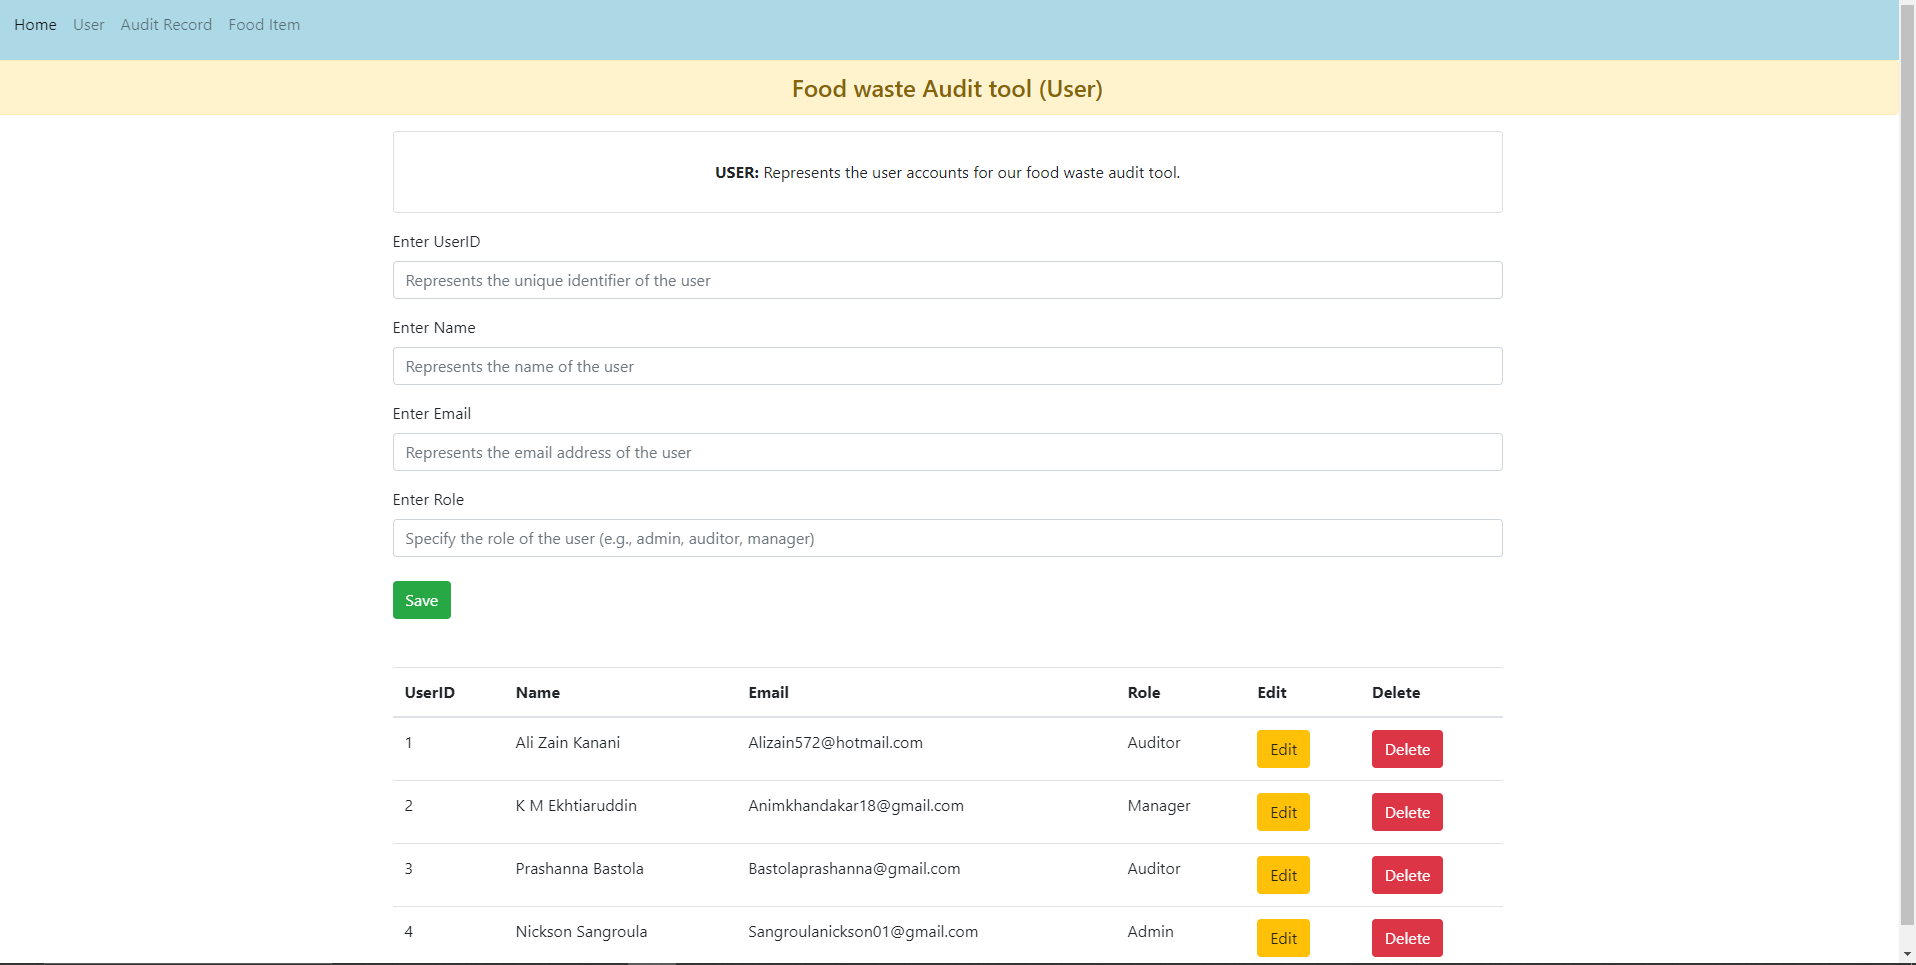 Home User Audit Record Food Item
Food waste Audit tool (User)
USER: Represents the user accounts for our food waste audit tool.
Enter UserID
Represents the unique identifier of the user
Enter Name
Represents the name of the user
Enter Email
Represents the email address of the user
Enter Role
Specify the role of the user (e.g., admin, auditor, manager)
Save
UserID Name Email Role Edit Delete
1 Ali Zain Kanani Alizain572@hotmail.com Auditor Edit Delete
2 K M Ekhtiaruddin Animkhandakar18@gmail.com Manager Edit Delete
3 Prashanna Bastola Bastolaprashanna@gmail.com Auditor Edit Delete
4 Nickson Sangroula Sangroulanickson01@gmail.com Admin Edit Delete